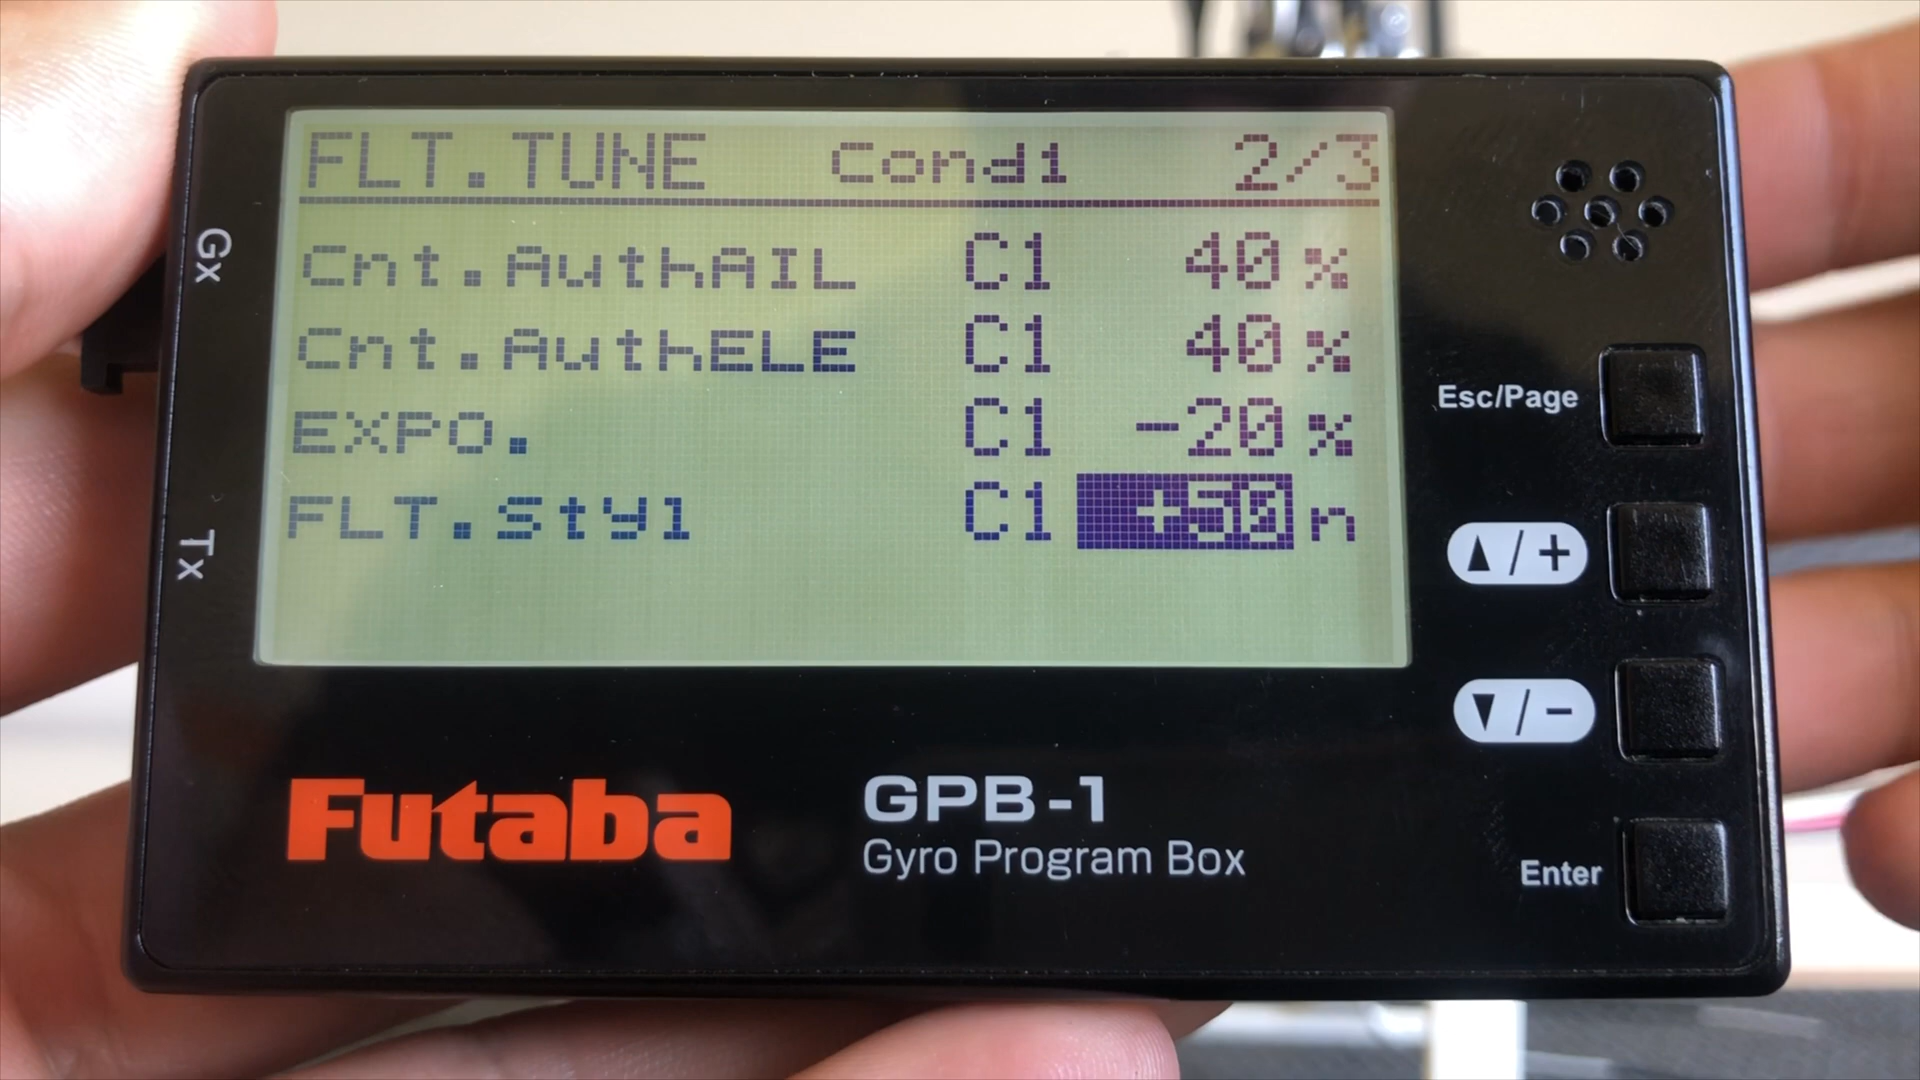 FLT.TUNE Cond1 2/3
Cnt.AuthAIL C1 40%
Cnt.AuthELE C1 40%
EXPO. C1 -20%
FLT.Styl C1 +50n
Gx
Tx
Esc/Page
▲/+
▼/-
Enter
Futaba
GPB-1
Gyro Program Box